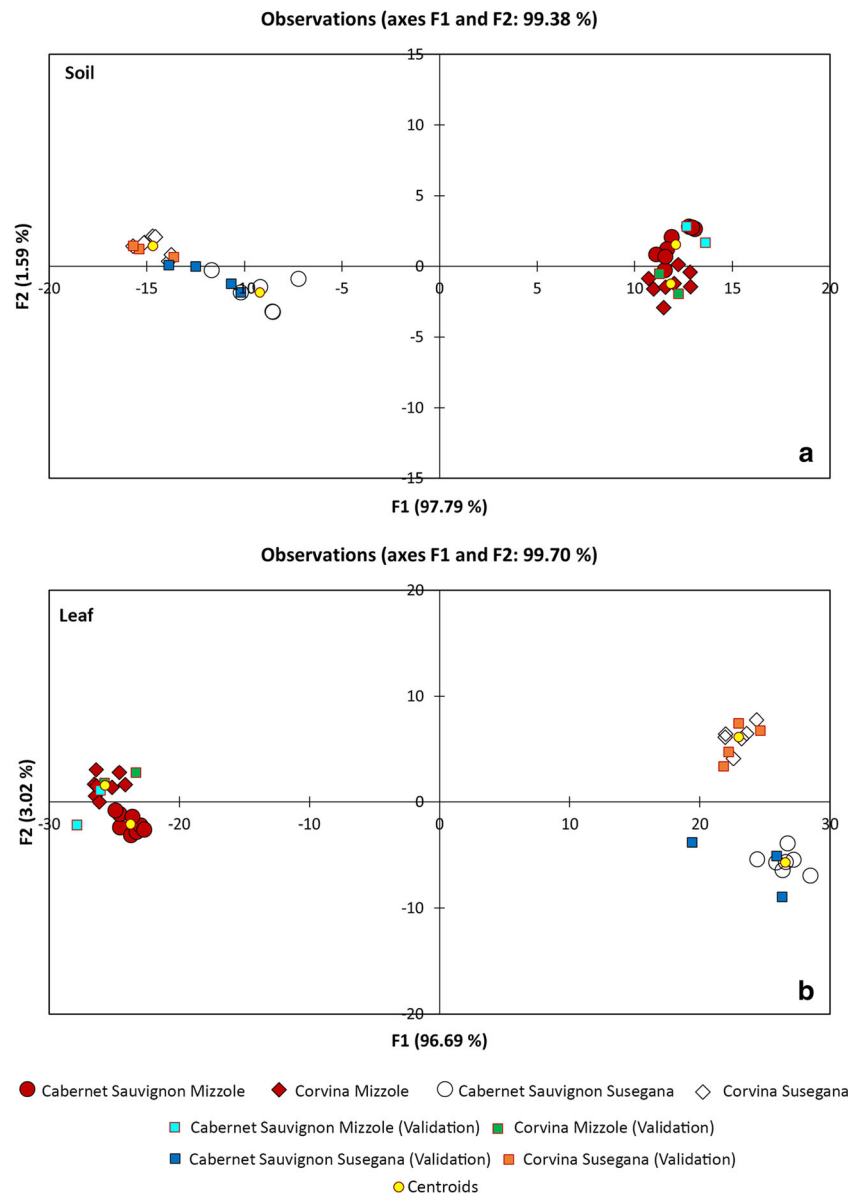 Observations (axes F1 and F2: 99.38 %)
15
Soil
10
5
0
-20 -15 -10 -5 0 5 10 15 20
-5
-10
-15
F2 (1.59 %)
a
F1 (97.79 %)
Observations (axes F1 and F2: 99.70 %)
20
Leaf
10
0
-30 -20 -10 0 10 20 30
-10
-20
F2 (3.02 %)
b
F1 (96.69 %)
Cabernet Sauvignon Mizzole Corvina Mizzole Cabernet Sauvignon Susegana Corvina Susegana
Cabernet Sauvignon Mizzole (Validation) Corvina Mizzole (Validation)
Cabernet Sauvignon Susegana (Validation) Corvina Susegana (Validation)
Centroids